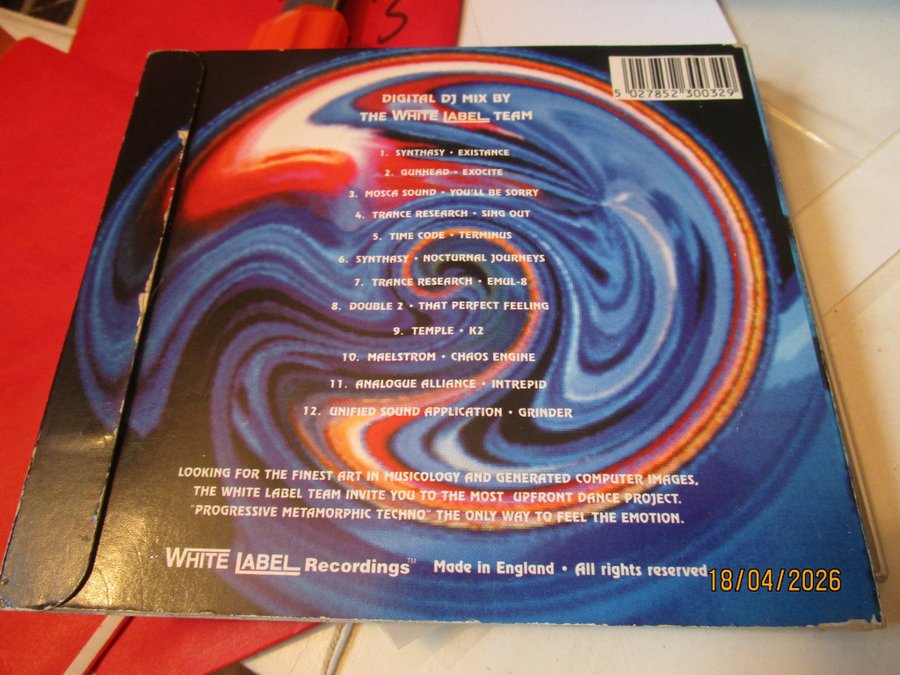 3
5 027852 300329
DIGITAL DJ MIX BY
THE WHITE LABEL TEAM
1. SYNTHASY • EXISTANCE
2. GUNHEAD • EXOCITE
3. MOSCA SOUND • YOU'LL BE SORRY
4. TRANCE RESEARCH • SING OUT
5. TIME CODE • TERMINUS
6. SYNTHASY • NOCTURNAL JOURNEYS
7. TRANCE RESEARCH • EMUL-8
8. DOUBLE 2 • THAT PERFECT FEELING
9. TEMPLE • K2
10. MAELSTROM • CHAOS ENGINE
11. ANALOGUE ALLIANCE • INTREPID
12. UNIFIED SOUND APPLICATION • GRINDER
LOOKING FOR THE FINEST ART IN MUSICOLOGY AND GENERATED COMPUTER IMAGES,
THE WHITE LABEL TEAM INVITE YOU TO THE MOST UPFRONT DANCE PROJECT.
"PROGRESSIVE METAMORPHIC TECHNO" THE ONLY WAY TO FEEL THE EMOTION.
WHITE LABEL Recordings™ Made in England • All rights reserved
18/04/2026